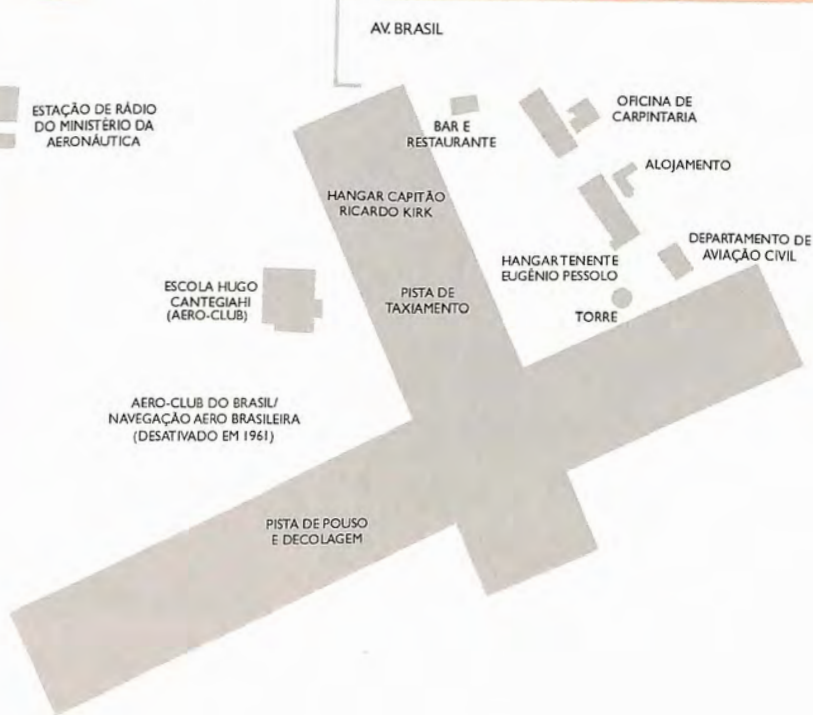 AV. BRASIL
ESTAÇÃO DE RÁDIO
DO MINISTÉRIO DA
AERONÁUTICA
BAR E
RESTAURANTE
OFICINA DE
CARPINTARIA
ALOJAMENTO
HANGAR CAPITÃO
RICARDO KIRK
DEPARTAMENTO DE
AVIAÇÃO CIVIL
HANGAR TENENTE
EUGÊNIO PESSOLO
ESCOLA HUGO
CANTEGIAHI
(AERO-CLUB)
PISTA DE
TAXIAMENTO
TORRE
AERO-CLUB DO BRASIL/
NAVEGAÇÃO AERO BRASILEIRA
(DESATIVADO EM 1961)
PISTA DE POUSO
E DECOLAGEM